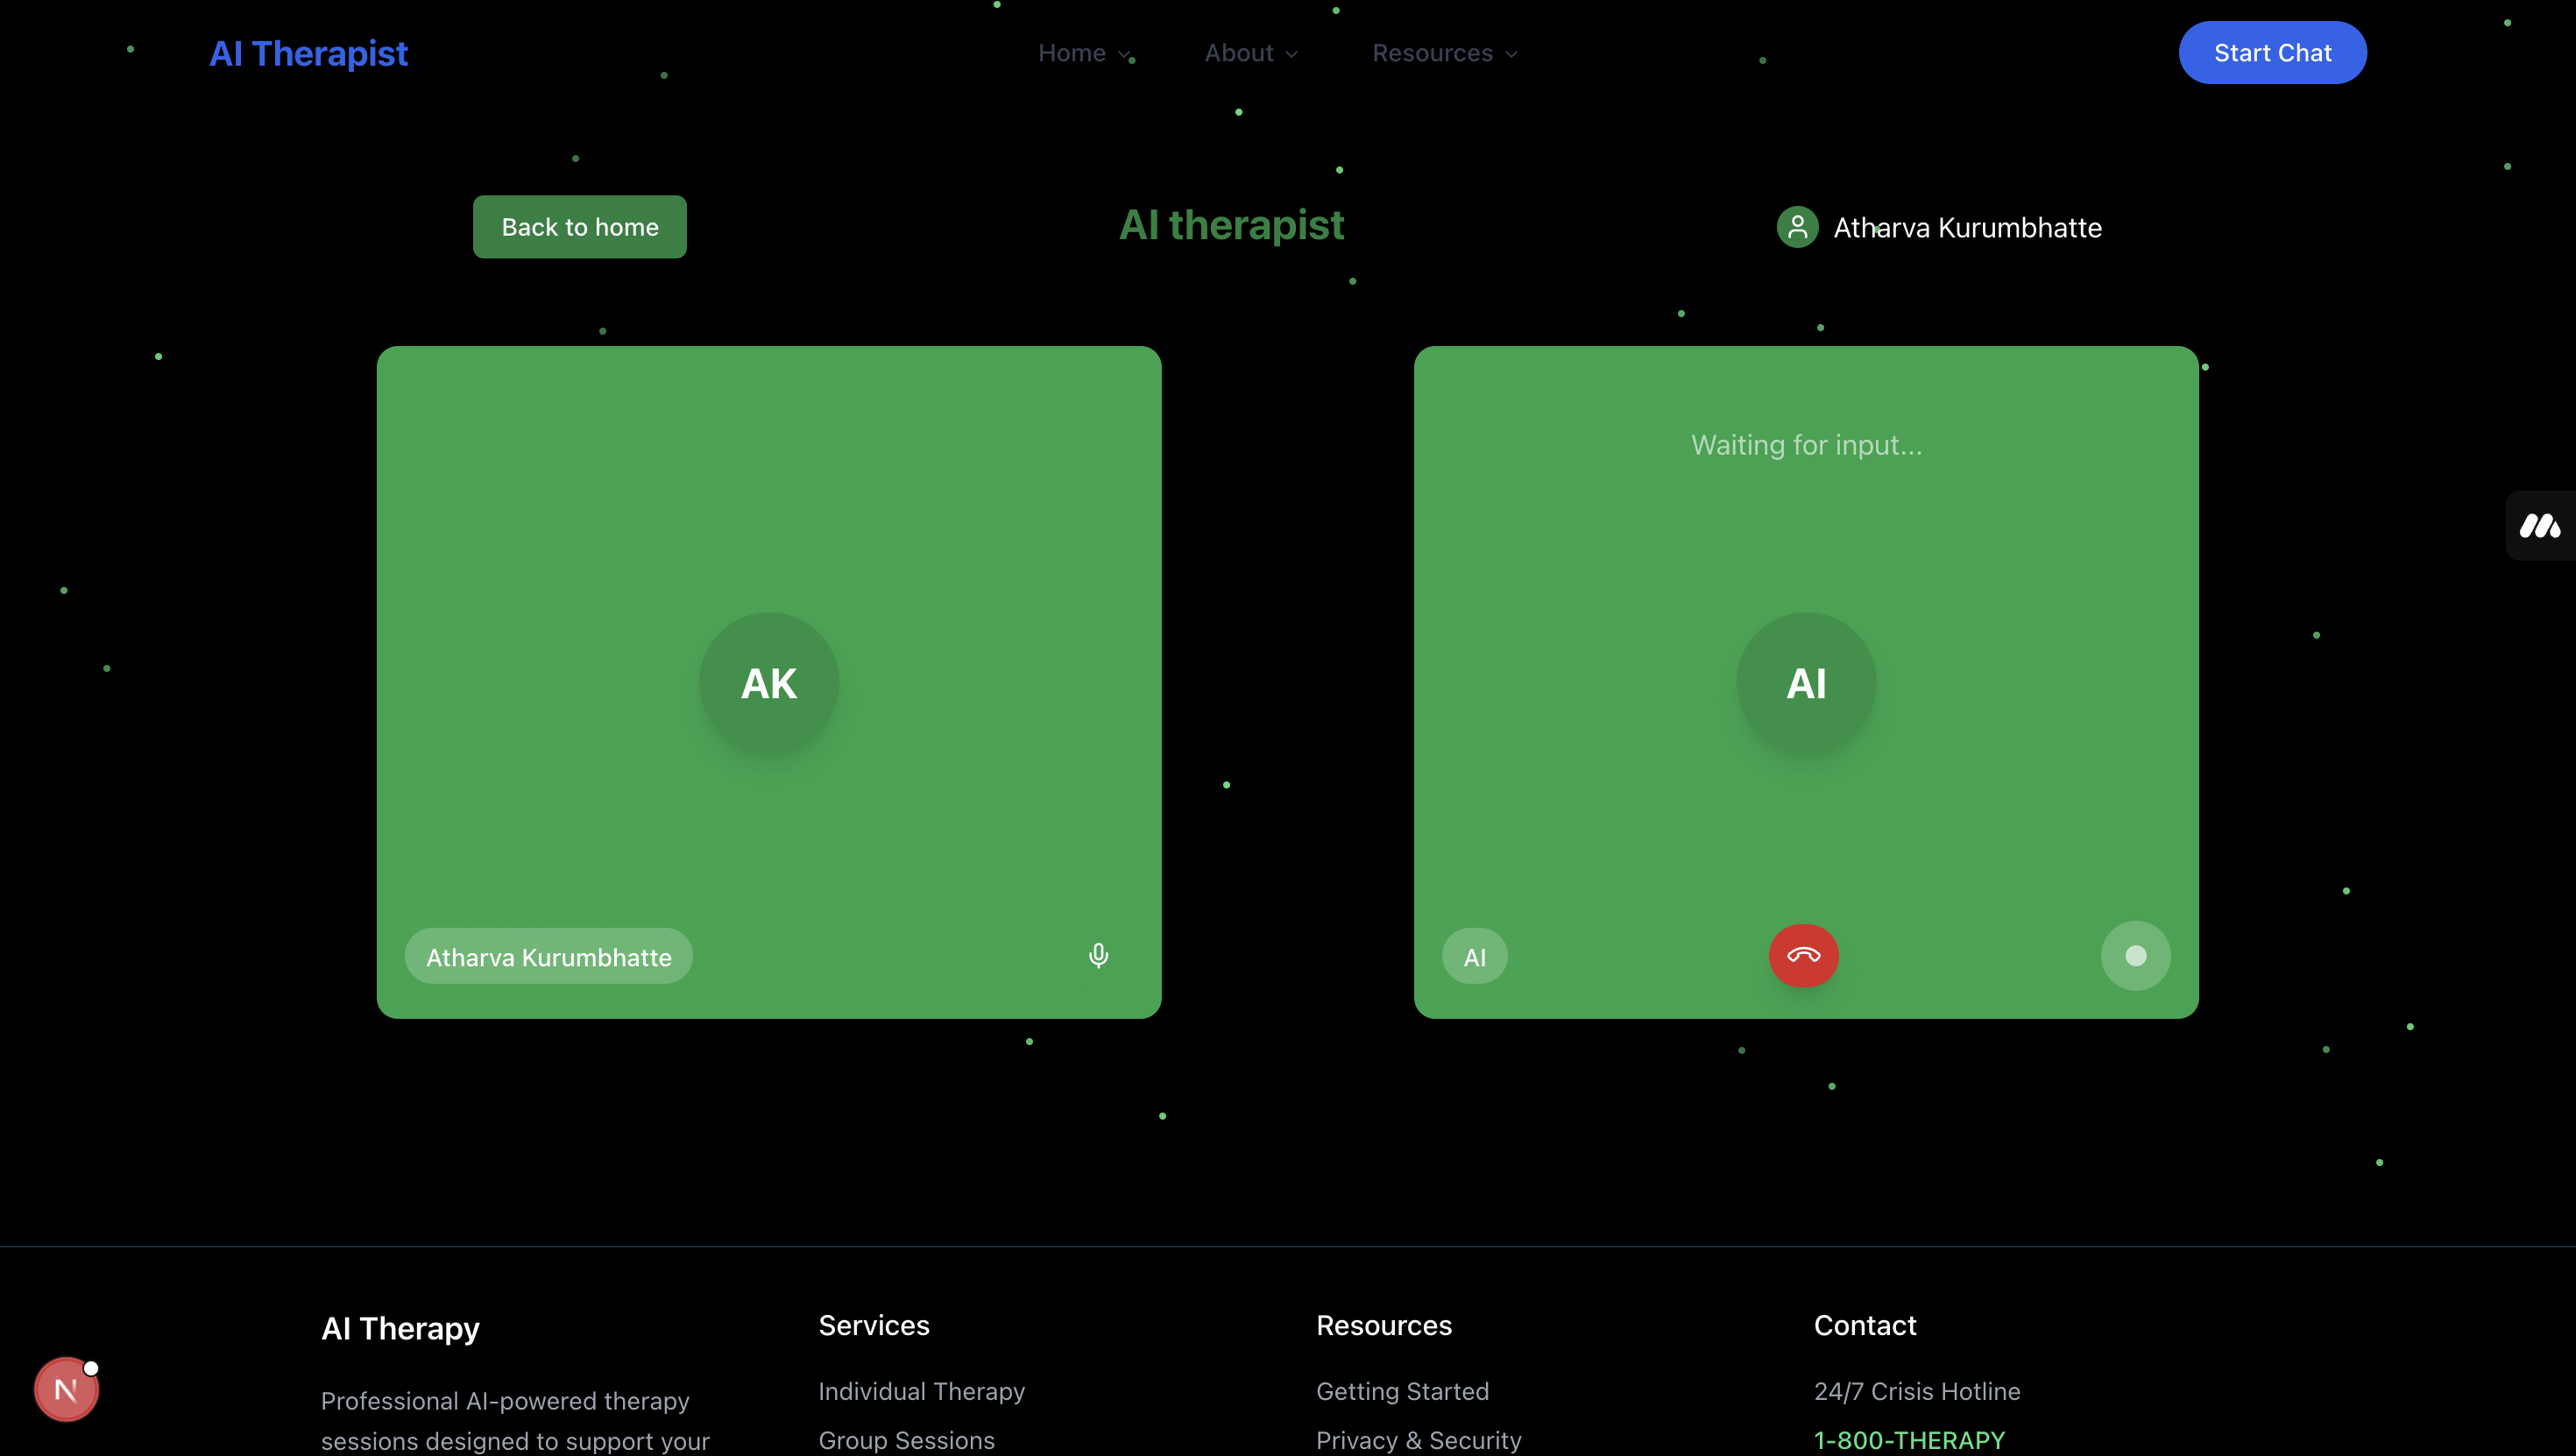 AI Therapist
Home
About
Resources
Start Chat
Back to home
AI therapist
Atharva Kurumbhatte
Waiting for input...
AK
AI
Atharva Kurumbhatte
AI
N
AI Therapy
Professional AI-powered therapy
sessions designed to support your
Services
Individual Therapy
Group Sessions
Resources
Getting Started
Privacy & Security
Contact
24/7 Crisis Hotline
1-800-THERAPY